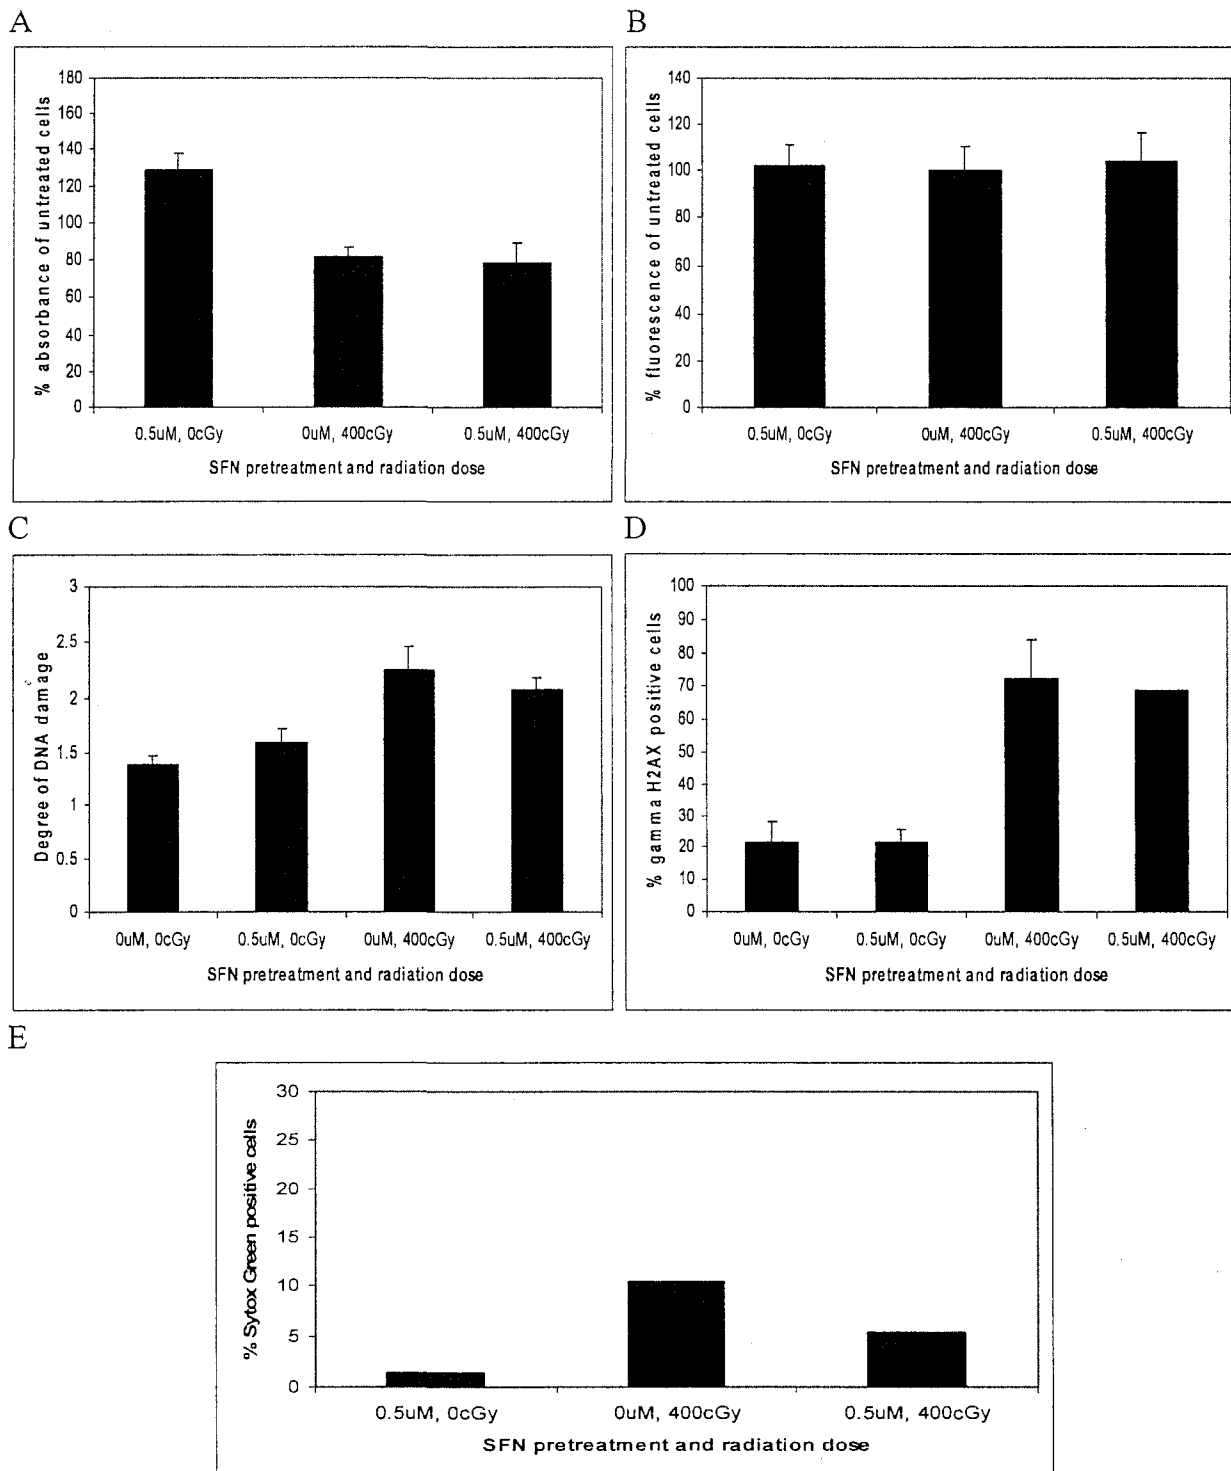 A
% absorbance of untreated cells
180
160
140
120
100
80
60
40
20
0
0.5uM, 0cGy 0uM, 400cGy 0.5uM, 400cGy
SFN pretreatment and radiation dose
B
% fluorescence of untreated cells
140
120
100
80
60
40
20
0
0.5uM, 0cGy 0uM, 400cGy 0.5uM, 400cGy
SFN pretreatment and radiation dose
C
Degree of DNA damage
3
2.5
2
1.5
1
0.5
0
0uM, 0cGy 0.5uM, 0cGy 0uM, 400cGy 0.5uM, 400cGy
SFN pretreatment and radiation dose
D
% gamma H2AX positive cells
100
90
80
70
60
50
40
30
20
10
0
0uM, 0cGy 0.5uM, 0cGy 0uM, 400cGy 0.5uM, 400cGy
SFN pretreatment and radiation dose
E
% Sytox Green positive cells
30
25
20
15
10
5
0
0.5uM, 0cGy 0uM, 400cGy 0.5uM, 400cGy
SFN pretreatment and radiation dose